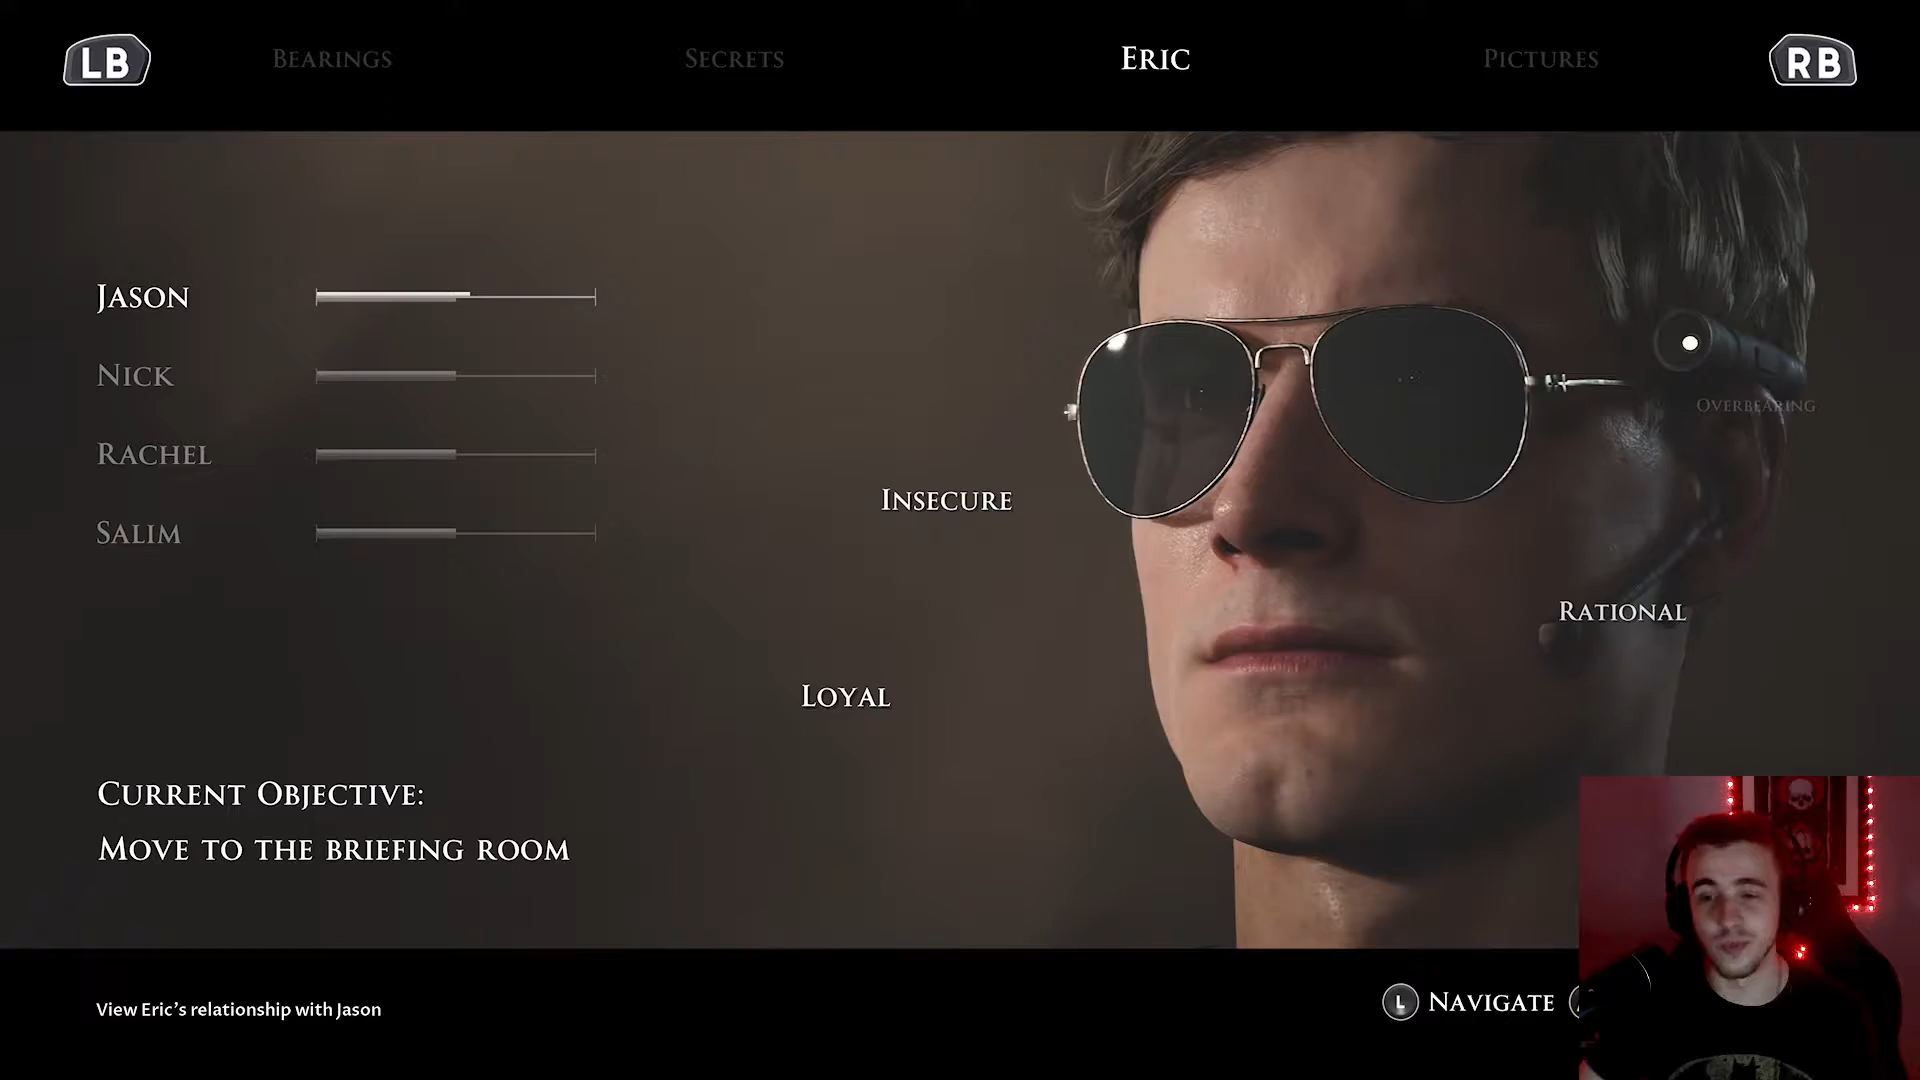 LB
Bearings
Secrets
Eric
Pictures
RB
Jason
Nick
Rachel
Salim
Overbearing
Insecure
Rational
Loyal
Current Objective:
Move to the briefing room
View Eric's relationship with Jason
L
Navigate